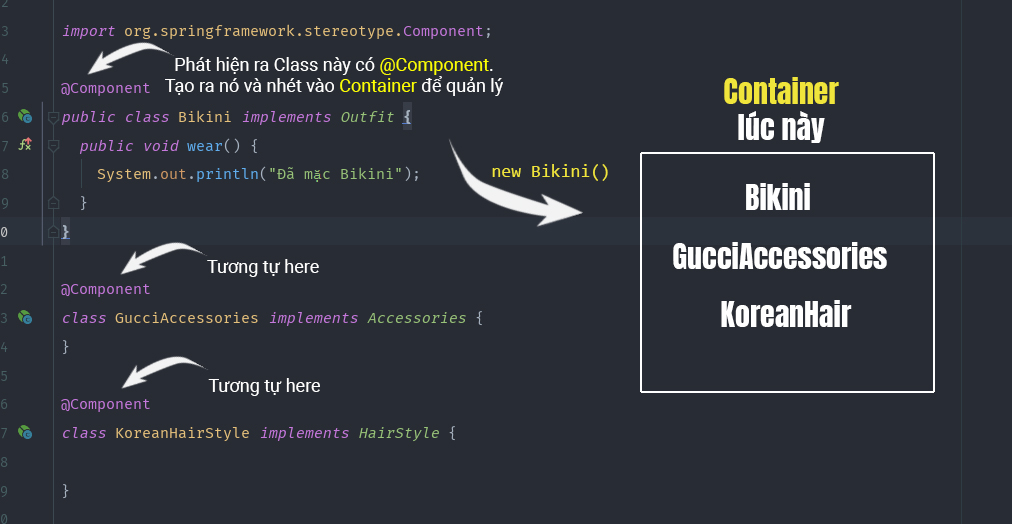 2
3 import org.springframework.stereotype.Component;
4
Phát hiện ra Class này có @Component.
Tạo ra nó và nhét vào Container để quản lý
5 @Component
6 public class Bikini implements Outfit {
7 public void wear() {
8 System.out.println("Đã mặc Bikini");
9 }
0 }
new Bikini()
Container
lúc này
Bikini
GucciAccessories
KoreanHair
1
Tương tự here
2 @Component
3 class GucciAccessories implements Accessories {
4 }
5
Tương tự here
6 @Component
7 class KoreanHairStyle implements HairStyle {
8
9 }
0